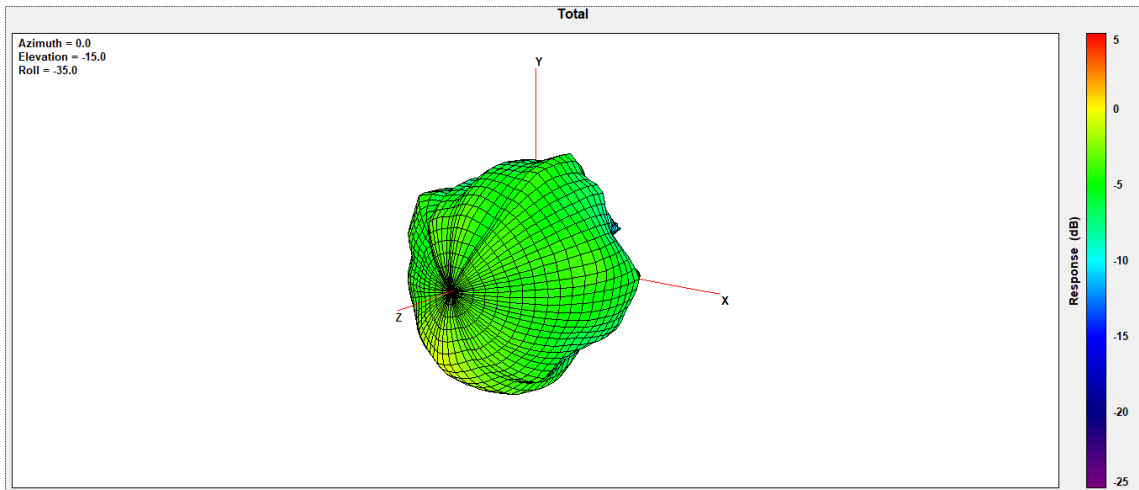 Total
Azimuth = 0.0
Elevation = -15.0
Roll = -35.0
Y
X
Z
5
0
-5
-10
-15
-20
-25
Response (dB)